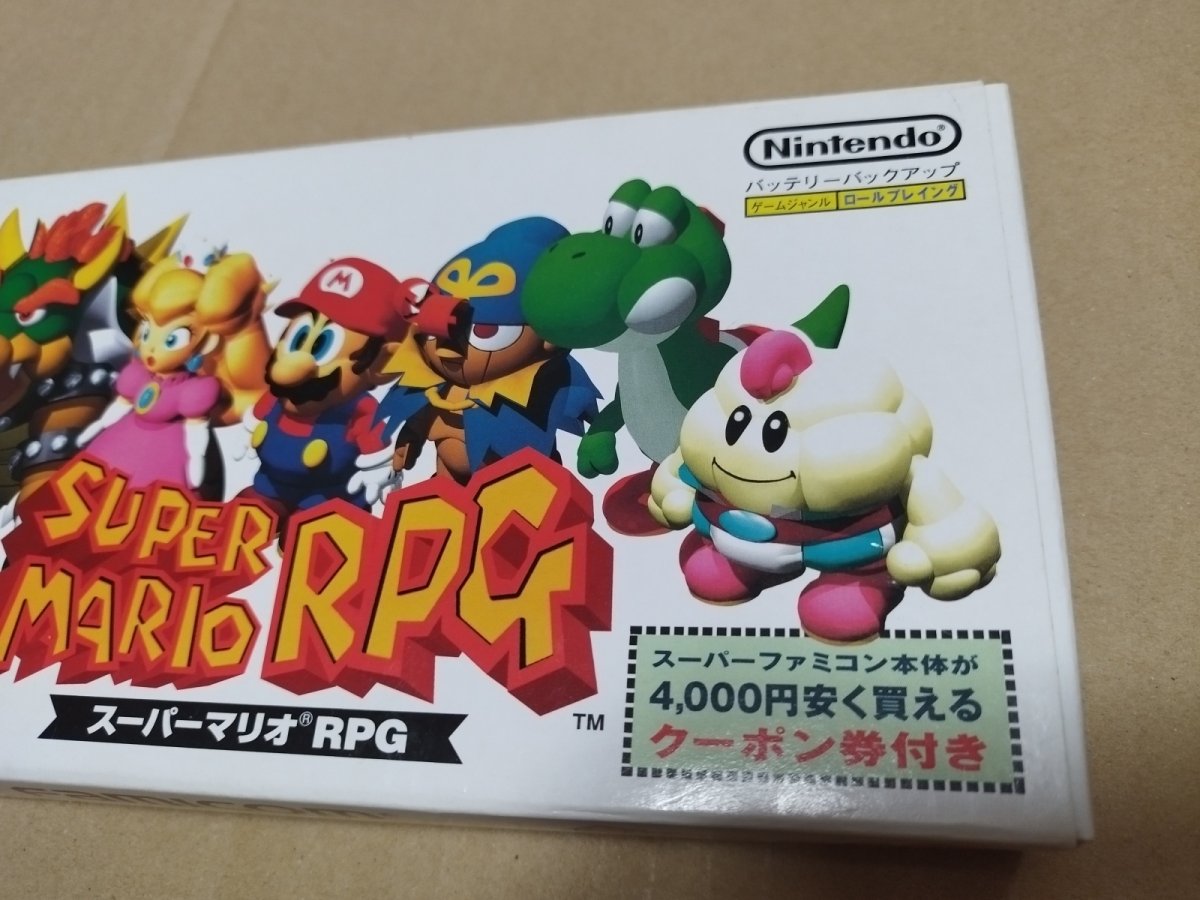 Nintendo®
バッテリーバックアップ
ゲームジャンル ロールプレイング
M
B
SUPER
MARIO RPG
TM
スーパーマリオ®RPG
スーパーファミコン本体が
4,000円安く買える
クーポン券付き